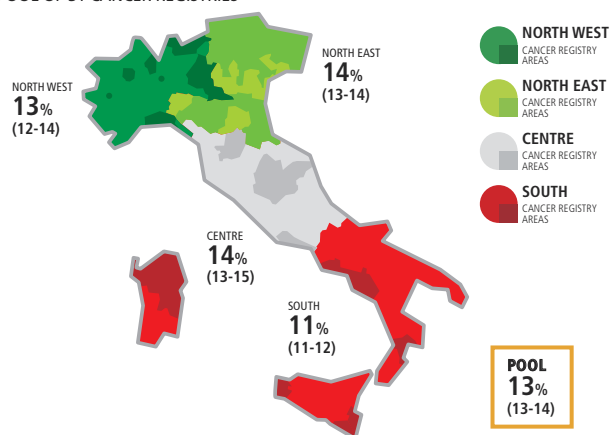 NORTH WEST
13%
(12-14)
NORTH EAST
14%
(13-14)
CENTRE
14%
(13-15)
SOUTH
11%
(11-12)
NORTH WEST
CANCER REGISTRY
AREAS
NORTH EAST
CANCER REGISTRY
AREAS
CENTRE
CANCER REGISTRY
AREAS
SOUTH
CANCER REGISTRY
AREAS
POOL
13%
(13-14)